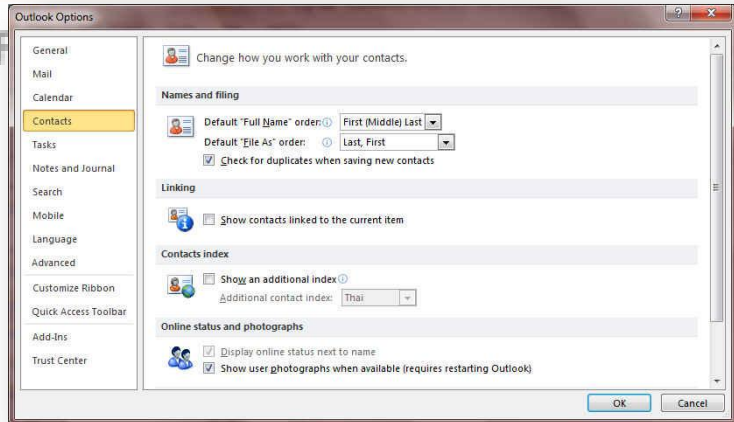 Outlook Options
General
Mail
Calendar
Contacts
Tasks
Notes and Journal
Search
Mobile
Language
Advanced
Customize Ribbon
Quick Access Toolbar
Add-Ins
Trust Center
Change how you work with your contacts.
Names and filing
Default "Full Name" order: First (Middle) Last
Default "File As" order: Last, First
Check for duplicates when saving new contacts
Linking
Show contacts linked to the current item
Contacts index
Show an additional index
Additional contact index: Thai
Online status and photographs
Display online status next to name
Show user photographs when available (requires restarting Outlook)
OK Cancel